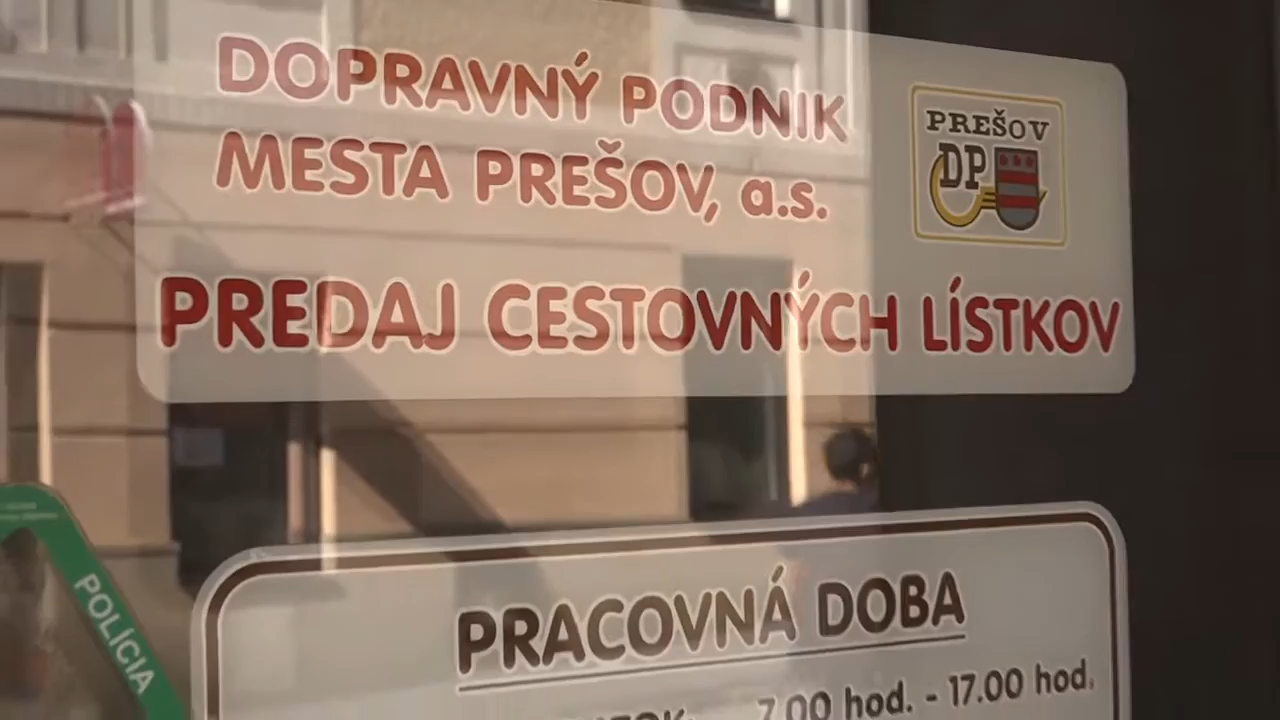 DOPRAVNÝ PODNIK
MESTA PREŠOV, a.s.
PREŠOV
DP
PREDAJ CESTOVNÝCH LÍSTKOV
POLÍCIA
PRACOVNÁ DOBA
7.00 hod. - 17.00 hod.